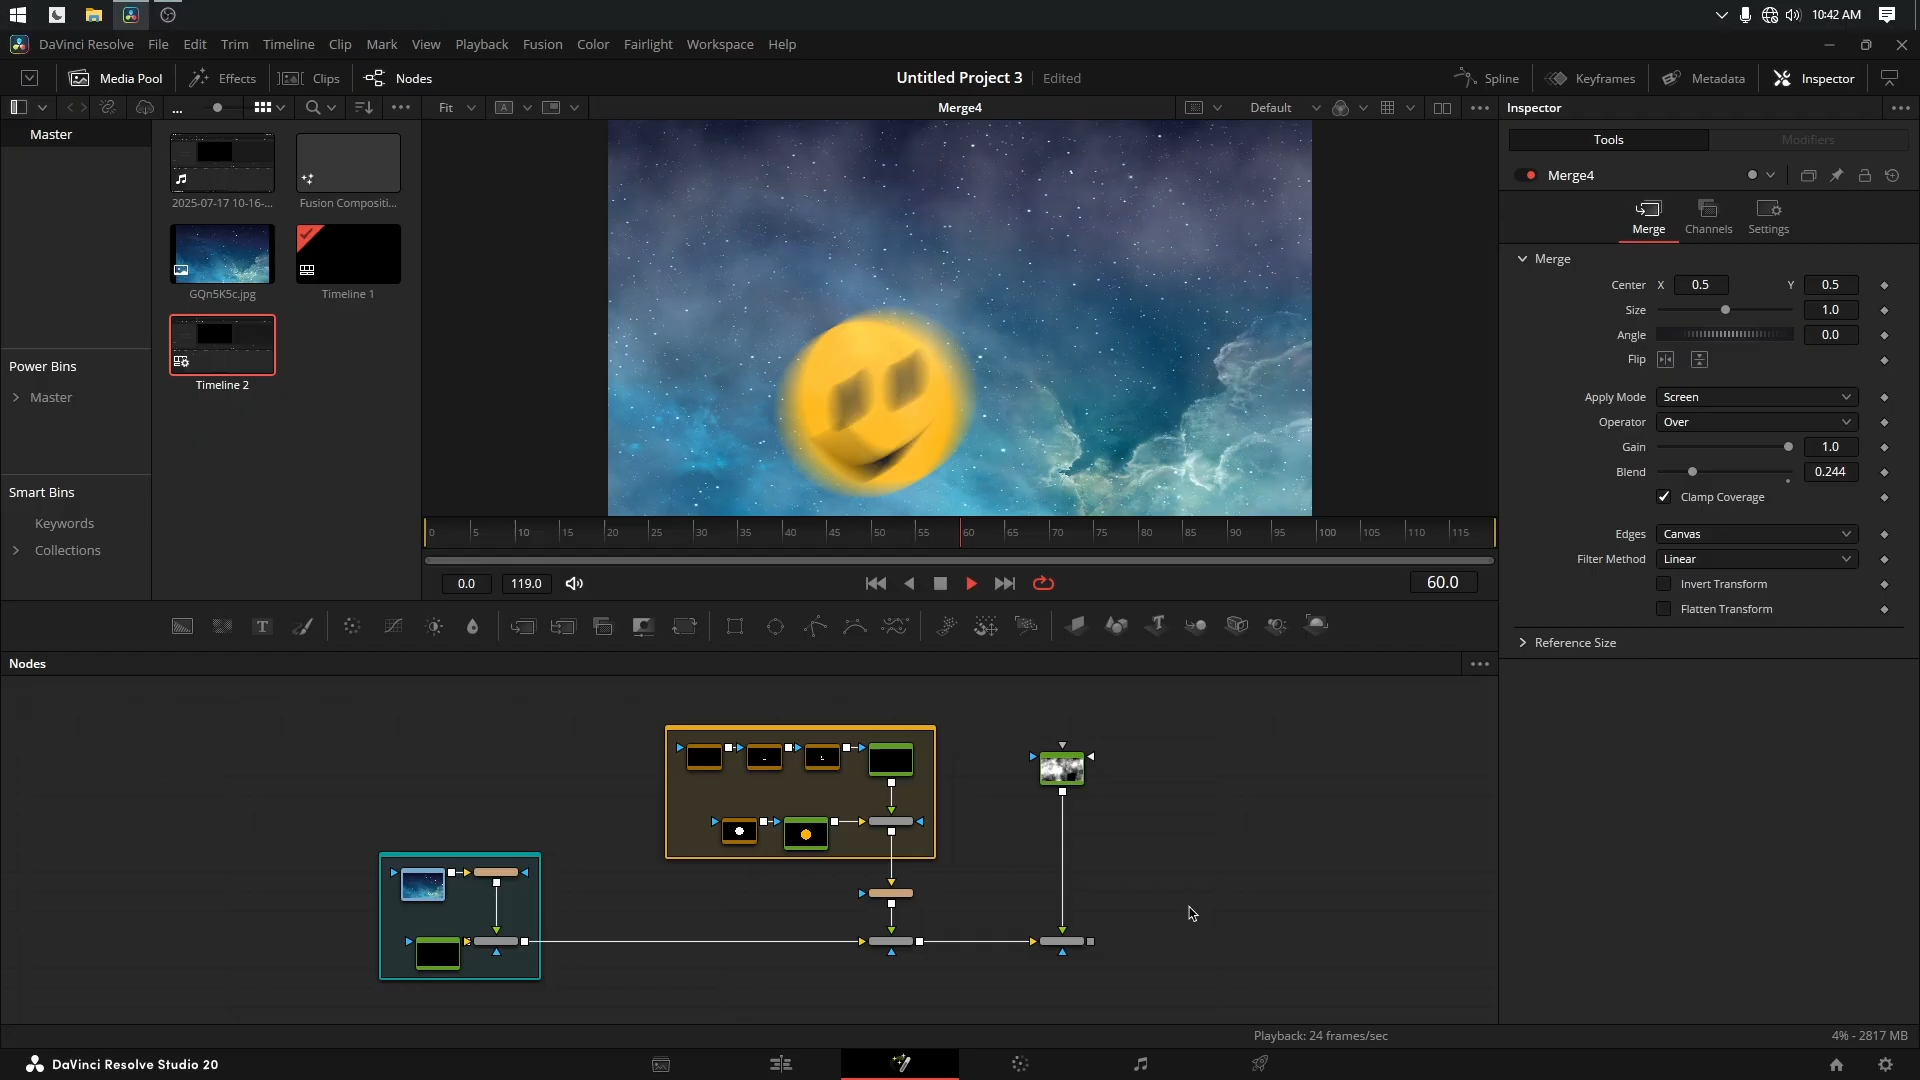 10:42 AM
DaVinci Resolve File Edit Trim Timeline Clip Mark View Playback Fusion Color Fairlight Workspace Help
Media Pool Effects Clips Nodes Untitled Project 3 Edited Spline Keyframes Metadata Inspector
... Fit A Merge4 Default Inspector
Master
2025-07-17 10-16-... Fusion Compositi...
GQn5K5c.jpg Timeline 1
Timeline 2
Power Bins
Master
Smart Bins
Keywords
Collections
0 5 10 15 20 25 30 35 40 45 50 55 60 65 70 75 80 85 90 95 100 105 110 115
0.0 119.0 60.0
T
Nodes
Tools Modifiers
Merge4
Merge Channels Settings
Merge
Center X 0.5 Y 0.5
Size 1.0
Angle 0.0
Flip
Apply Mode Screen
Operator Over
Gain 1.0
Blend 0.244
Clamp Coverage
Edges Canvas
Filter Method Linear
Invert Transform
Flatten Transform
Reference Size
Playback: 24 frames/sec 4% - 2817 MB
DaVinci Resolve Studio 20